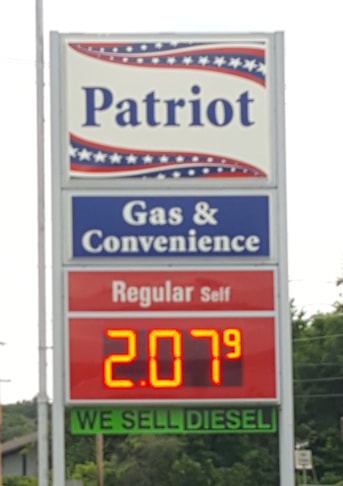 Patriot
Gas &
Convenience
Regular Self
2.079
WE SELL DIESEL